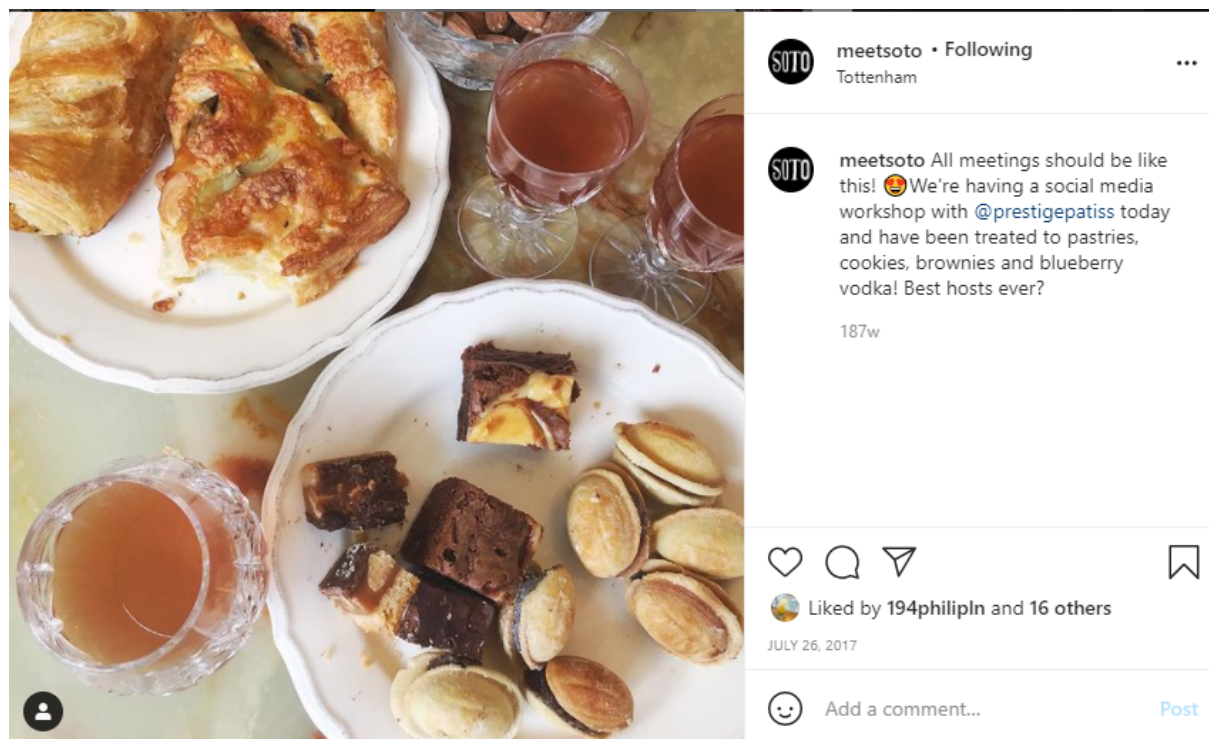 SOTO
meetsoto • Following
Tottenham
SOTO
meetsoto All meetings should be like
this! 😍We're having a social media
workshop with @prestigepatiss today
and have been treated to pastries,
cookies, brownies and blueberry
vodka! Best hosts ever?
187w
Liked by 194philipln and 16 others
JULY 26, 2017
Add a comment...
Post